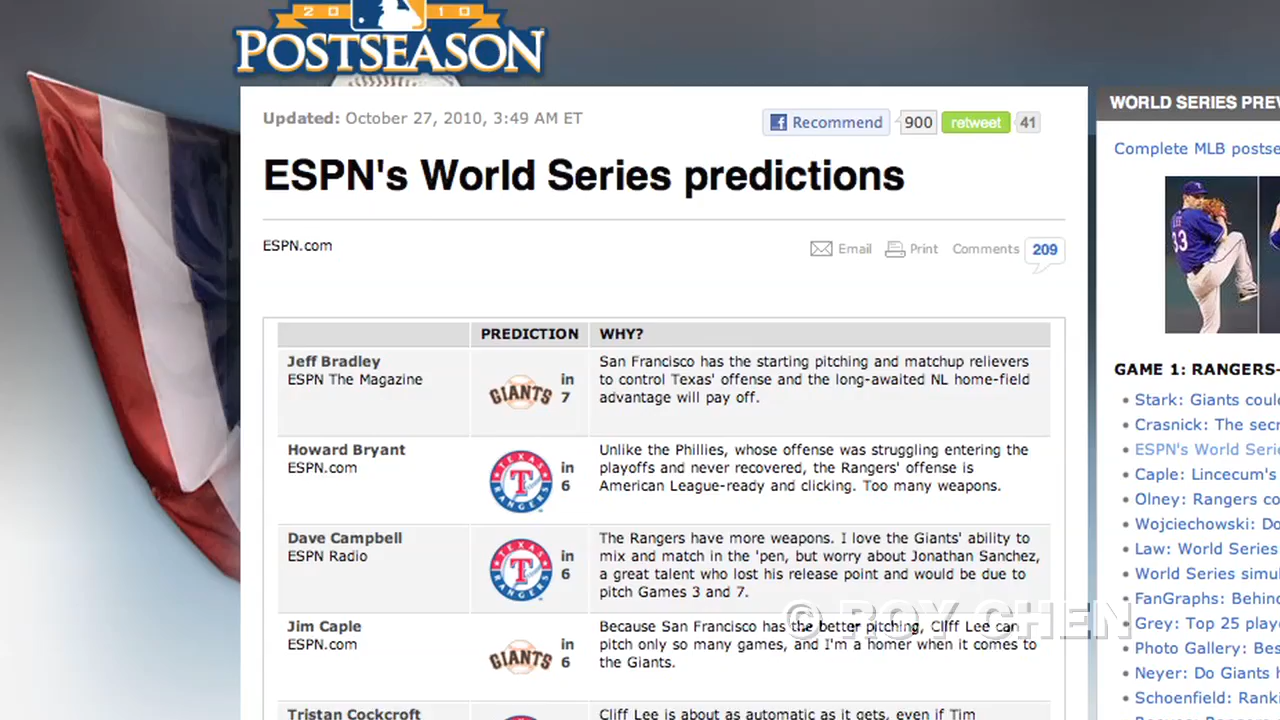 2010
POSTSEASON
Updated: October 27, 2010, 3:49 AM ET
Recommend
900
retweet
41
ESPN's World Series predictions
ESPN.com
Email
Print
Comments
209
PREDICTION
WHY?
Jeff Bradley
ESPN The Magazine
GIANTS
in
7
San Francisco has the starting pitching and matchup relievers
to control Texas' offense and the long-awaited NL home-field
advantage will pay off.
Howard Bryant
ESPN.com
TEXAS
T
RANGERS
in
6
Unlike the Phillies, whose offense was struggling entering the
playoffs and never recovered, the Rangers' offense is
American League-ready and clicking. Too many weapons.
Dave Campbell
ESPN Radio
TEXAS
T
RANGERS
in
6
The Rangers have more weapons. I love the Giants' ability to
mix and match in the 'pen, but worry about Jonathan Sanchez,
a great talent who lost his release point and would be due to
pitch Games 3 and 7.
Jim Caple
ESPN.com
GIANTS
in
6
Because San Francisco has the better pitching, Cliff Lee can
pitch only so many games, and I'm a homer when it comes to
the Giants.
© ROY CHEN
Tristan Cockcroft
Cliff Lee is about as automatic as it gets, even if Tim
WORLD SERIES PREV
Complete MLB postse
33
GAME 1: RANGERS-
Stark: Giants coul
Crasnick: The secr
ESPN's World Serie
Caple: Lincecum's
Olney: Rangers co
Wojciechowski: Do
Law: World Series
World Series simul
FanGraphs: Behind
Grey: Top 25 playe
Photo Gallery: Bes
Neyer: Do Giants h
Schoenfield: Ranki